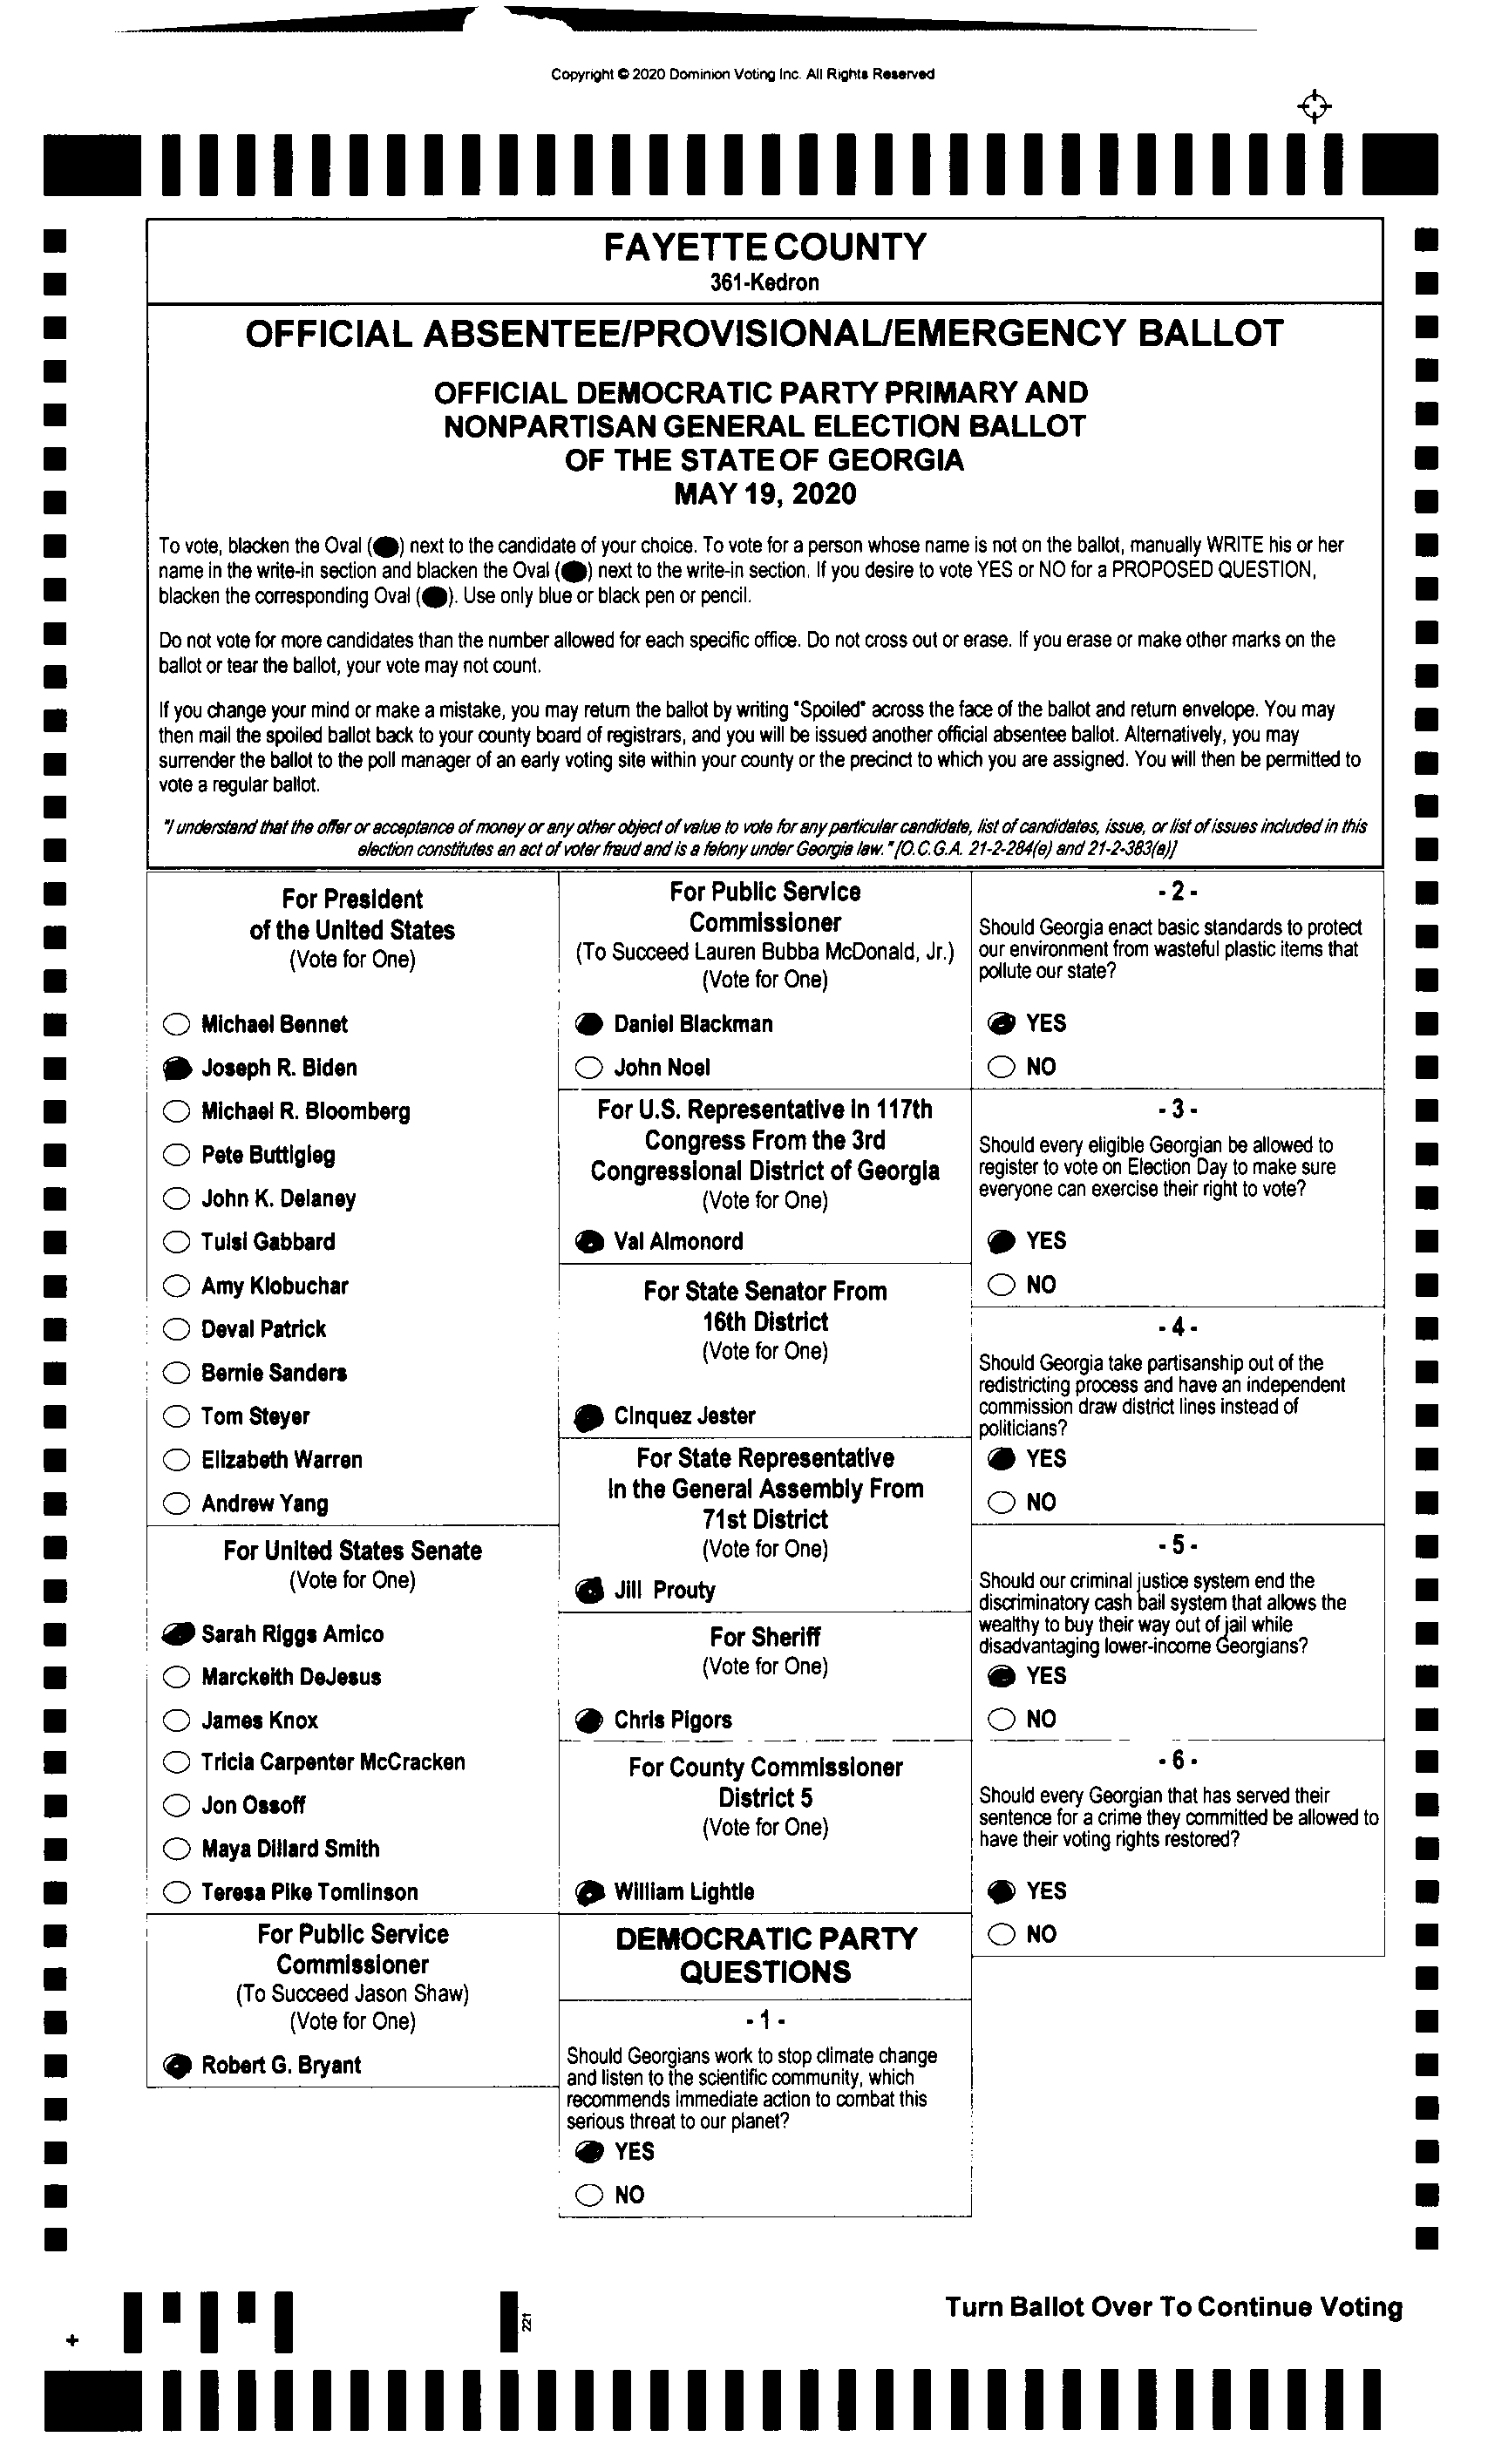 Copyright © 2020 Dominion Voting Inc. All Rights Reserved
FAYETTE COUNTY
361-Kedron
OFFICIAL ABSENTEE/PROVISIONAL/EMERGENCY BALLOT
OFFICIAL DEMOCRATIC PARTY PRIMARY AND
NONPARTISAN GENERAL ELECTION BALLOT
OF THE STATE OF GEORGIA
MAY 19, 2020
To vote, blacken the Oval (⬬) next to the candidate of your choice. To vote for a person whose name is not on the ballot, manually WRITE his or her
name in the write-in section and blacken the Oval (⬬) next to the write-in section. If you desire to vote YES or NO for a PROPOSED QUESTION,
blacken the corresponding Oval (⬬). Use only blue or black pen or pencil.
Do not vote for more candidates than the number allowed for each specific office. Do not cross out or erase. If you erase or make other marks on the
ballot or tear the ballot, your vote may not count.
If you change your mind or make a mistake, you may return the ballot by writing "Spoiled" across the face of the ballot and return envelope. You may
then mail the spoiled ballot back to your county board of registrars, and you will be issued another official absentee ballot. Alternatively, you may
surrender the ballot to the poll manager of an early voting site within your county or the precinct to which you are assigned. You will then be permitted to
vote a regular ballot.
"I understand that the offer or acceptance of money or any other object of value to vote for any particular candidate, list of candidates, issue, or list of issues included in this
election constitutes an act of voter fraud and is a felony under Georgia law." [O.C.G.A. 21-2-284(e) and 21-2-383(a)]
For President
of the United States
(Vote for One)
Michael Bennet
Joseph R. Biden
Michael R. Bloomberg
Pete Buttigieg
John K. Delaney
Tulsi Gabbard
Amy Klobuchar
Deval Patrick
Bernie Sanders
Tom Steyer
Elizabeth Warren
Andrew Yang
For United States Senate
(Vote for One)
Sarah Riggs Amico
Marckeith DeJesus
James Knox
Tricia Carpenter McCracken
Jon Ossoff
Maya Dillard Smith
Teresa Pike Tomlinson
For Public Service
Commissioner
(To Succeed Jason Shaw)
(Vote for One)
Robert G. Bryant
For Public Service
Commissioner
(To Succeed Lauren Bubba McDonald, Jr.)
(Vote for One)
Daniel Blackman
John Noel
For U.S. Representative in 117th
Congress From the 3rd
Congressional District of Georgia
(Vote for One)
Val Almonord
For State Senator From
16th District
(Vote for One)
Cinquez Jester
For State Representative
In the General Assembly From
71st District
(Vote for One)
Jill Prouty
For Sheriff
(Vote for One)
Chris Pigors
For County Commissioner
District 5
(Vote for One)
William Lightle
DEMOCRATIC PARTY
QUESTIONS
- 1 -
Should Georgians work to stop climate change
and listen to the scientific community, which
recommends immediate action to combat this
serious threat to our planet?
YES
NO
- 2 -
Should Georgia enact basic standards to protect
our environment from wasteful plastic items that
pollute our state?
YES
NO
- 3 -
Should every eligible Georgian be allowed to
register to vote on Election Day to make sure
everyone can exercise their right to vote?
YES
NO
- 4 -
Should Georgia take partisanship out of the
redistricting process and have an independent
commission draw district lines instead of
politicians?
YES
NO
- 5 -
Should our criminal justice system end the
discriminatory cash bail system that allows the
wealthy to buy their way out of jail while
disadvantaging lower-income Georgians?
YES
NO
- 6 -
Should every Georgian that has served their
sentence for a crime they committed be allowed to
have their voting rights restored?
YES
NO
221
Turn Ballot Over To Continue Voting